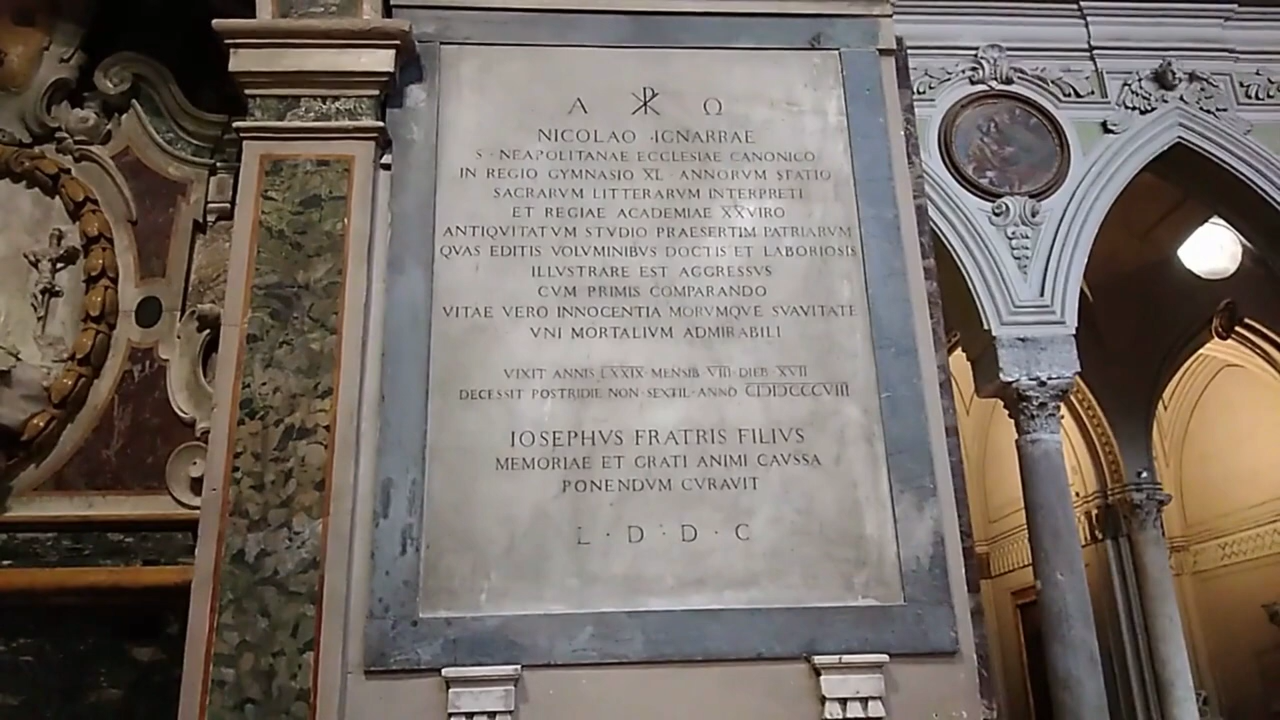 Α ☧ Ω
NICOLAO · IGNARRAE
S · NEAPOLITANAE ECCLESIAE CANONICO
IN REGIO GYMNASIO XL · ANNORVM STATIO
SACRARVM LITTERARVM INTERPRETI
ET REGIAE ACADEMIAE XXVIRO
ANTIQVITATVM STVDIO PRAESERTIM PATRIARVM
QVAS EDITIS VOLVMINIBVS DOCTIS ET LABORIOSIS
ILLVSTRARE EST AGGRESSVS
CVM PRIMIS COMPARANDO
VITAE VERO INNOCENTIA MORVMQVE SVAVITATE
VNI MORTALIVM ADMIRABILI
VIXIT ANNIS LXXIX · MENSIB · VIII · DIEB · XVII
DECESSIT POSTRIDIE NON · SEXTIL · ANNO CIƆIƆCCCVIII
IOSEPHVS FRATRIS FILIVS
MEMORIAE ET GRATI ANIMI CAVSSA
PONENDVM CVRAVIT
L · D · D · C